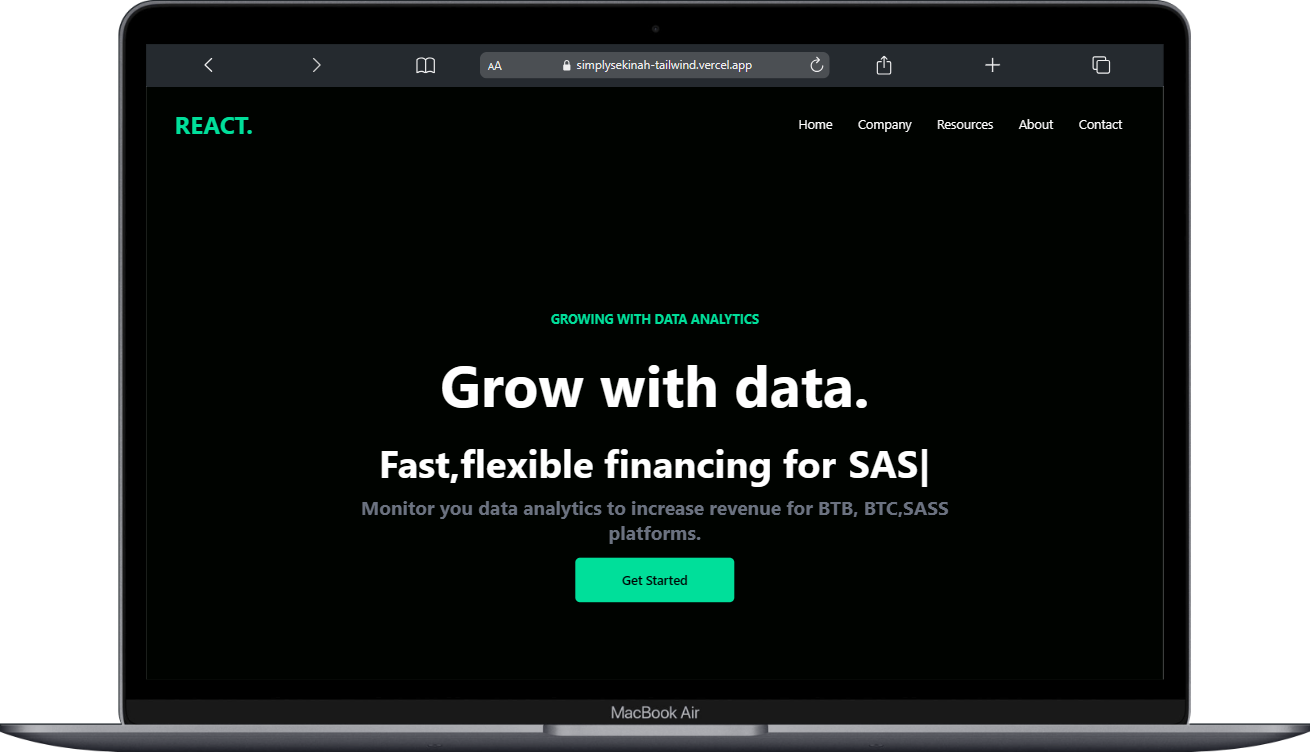 AA simplysekinah-tailwind.vercel.app
REACT. Home Company Resources About Contact
GROWING WITH DATA ANALYTICS
Grow with data.
Fast,flexible financing for SAS|
Monitor you data analytics to increase revenue for BTB, BTC,SASS
platforms.
Get Started
MacBook Air